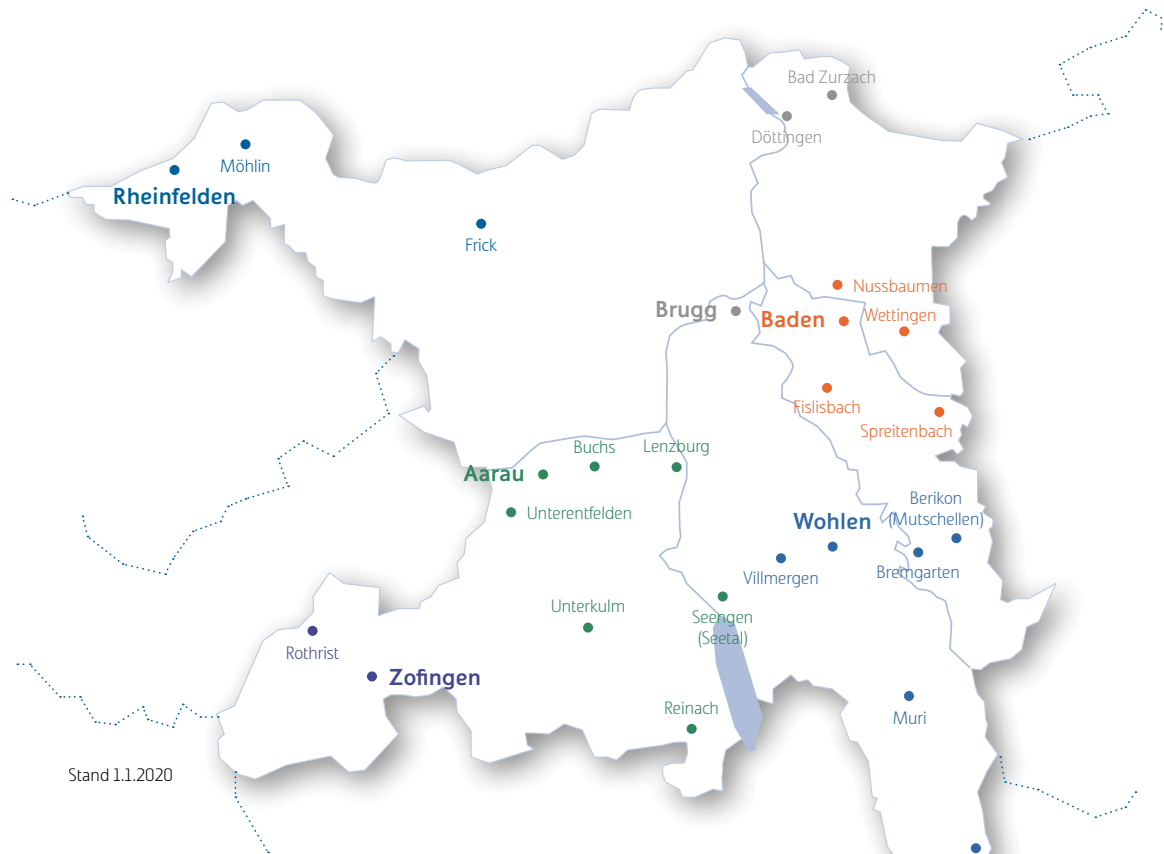 Bad Zurzach
Döttingen
Möhlin
Rheinfelden
Frick
Nussbaumen
Brugg
Baden
Wettingen
Fislisbach
Spreitenbach
Buchs
Lenzburg
Aarau
Unterentfelden
Berikon
(Mutschellen)
Wohlen
Bremgarten
Villmergen
Unterkulm
Seengen
(Seetal)
Rothrist
Zofingen
Reinach
Muri
Stand 1.1.2020